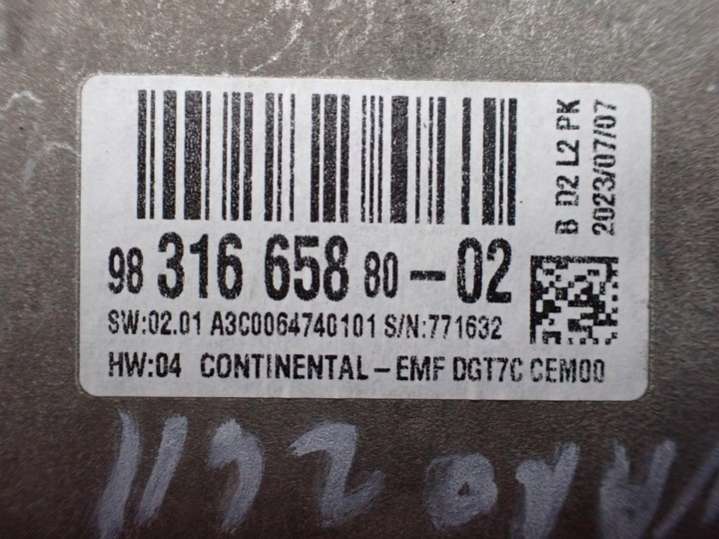 98 316 658 80-02
SW:02.01 A3C0064740101 S/N:771632
HW:04 CONTINENTAL-EMF DGT7C CEM00
B D2 L2 PK
2023/07/07